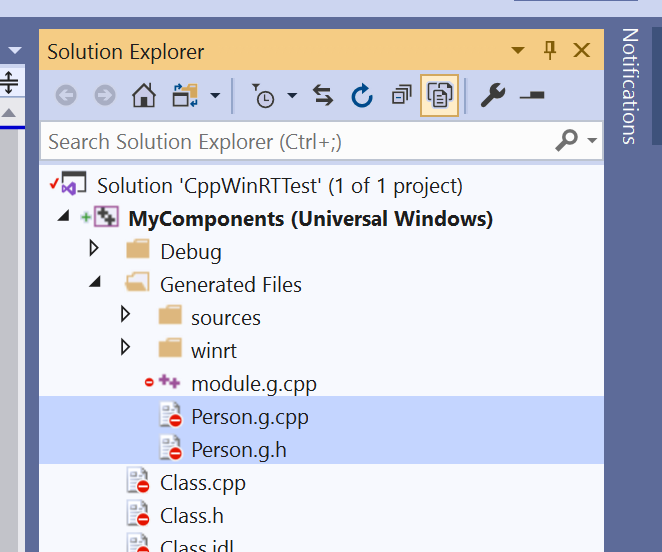 Solution Explorer
Search Solution Explorer (Ctrl+;)
Solution 'CppWinRTTest' (1 of 1 project)
MyComponents (Universal Windows)
Debug
Generated Files
sources
winrt
module.g.cpp
Person.g.cpp
Person.g.h
Class.cpp
Class.h
Class.idl
Notifications